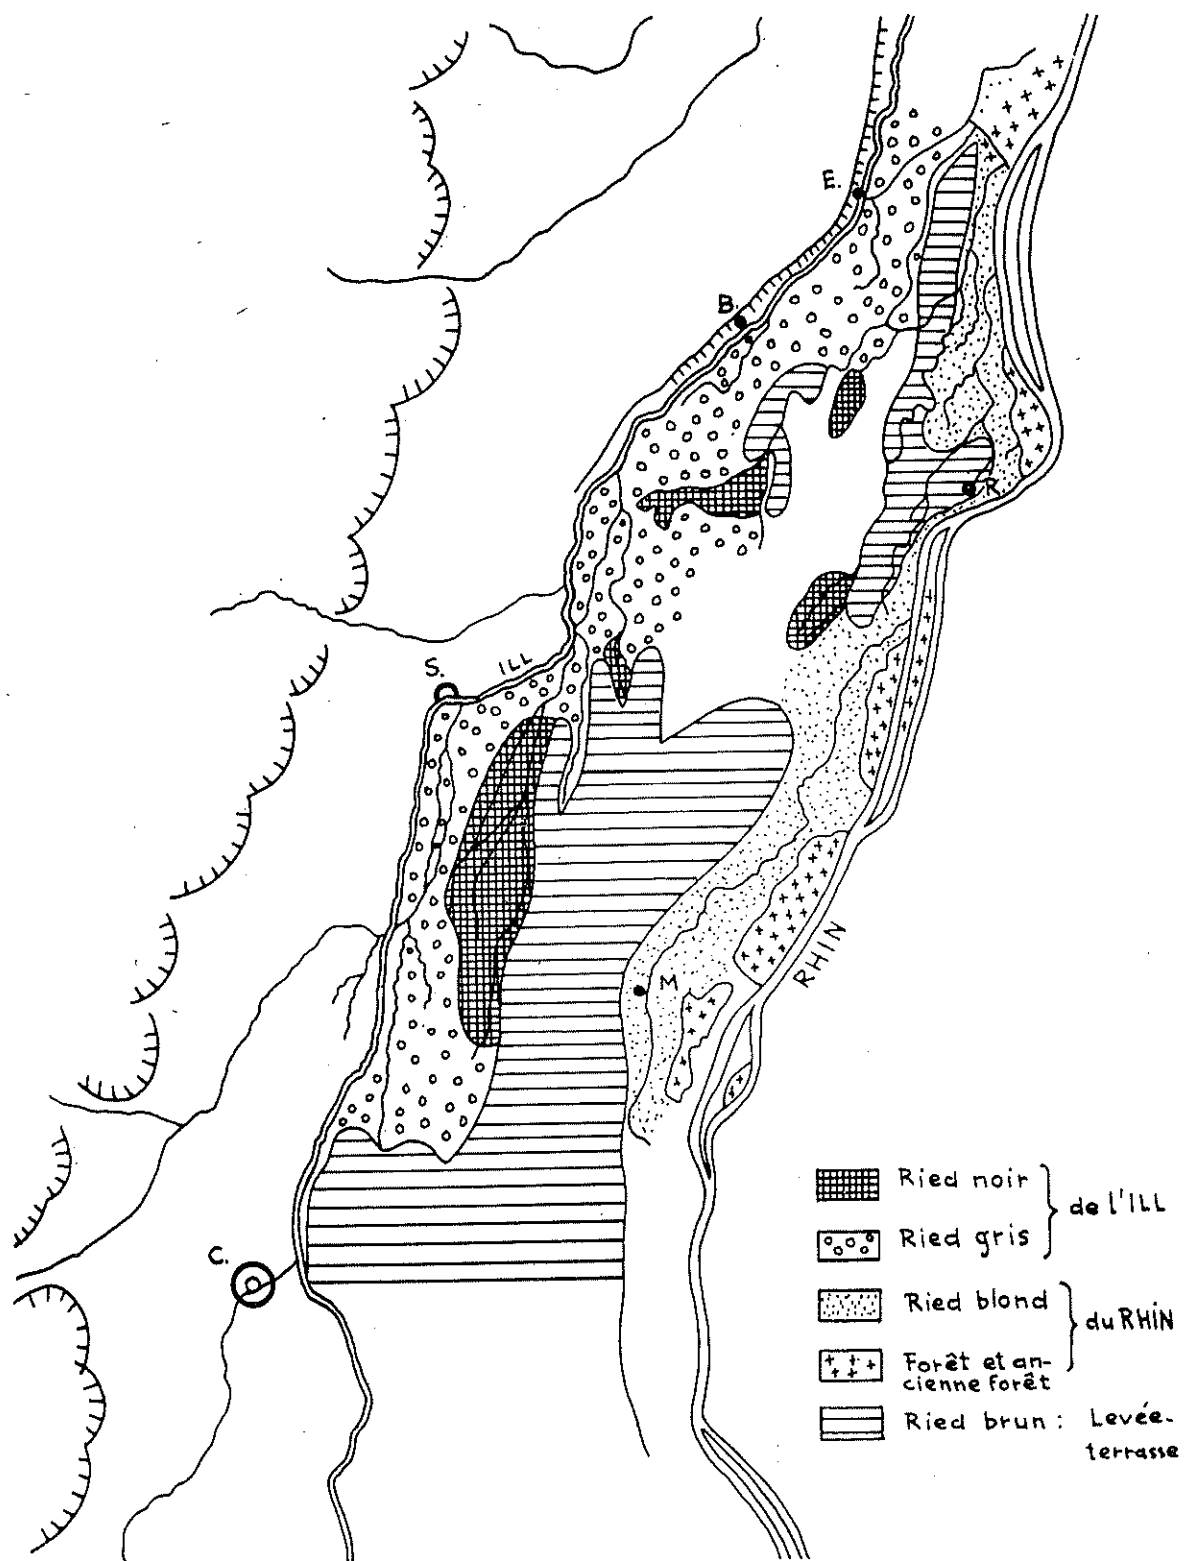 E.
B.
R.
S.
ILL
M
RHIN
C.
Ried noir
de l'ILL
Ried gris
Ried blond
du RHIN
Forêt et an-
cienne forêt
Ried brun : Levée-
terrasse